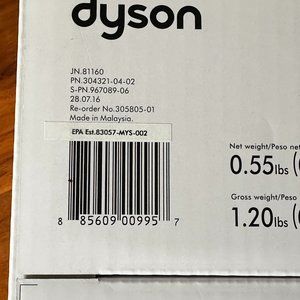 dyson
JN.81160
PN.304321-04-02
S-PN.967089-06
28.07.16
Re-order No.305805-01
Made in Malaysia.
EPA Est.83057-MYS-002
Net weight/Peso net
0.55lbs (
Gross weight/Peso
1.20lbs (
8 85609 00995 7